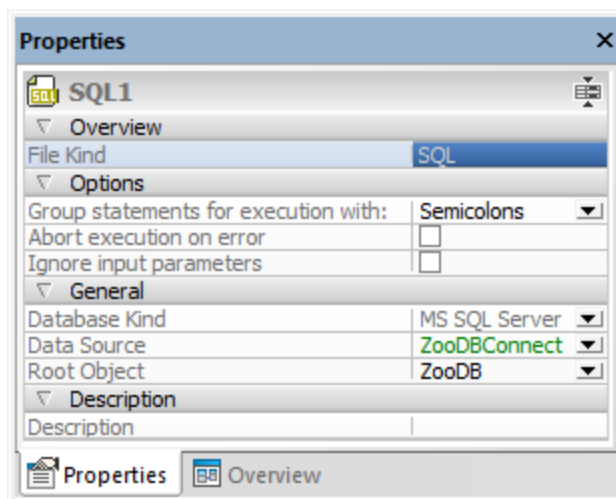 Properties
SQL SQL1
Overview
File Kind SQL
Options
Group statements for execution with: Semicolons
Abort execution on error
Ignore input parameters
General
Database Kind MS SQL Server
Data Source ZooDBConnect
Root Object ZooDB
Description
Description
Properties Overview